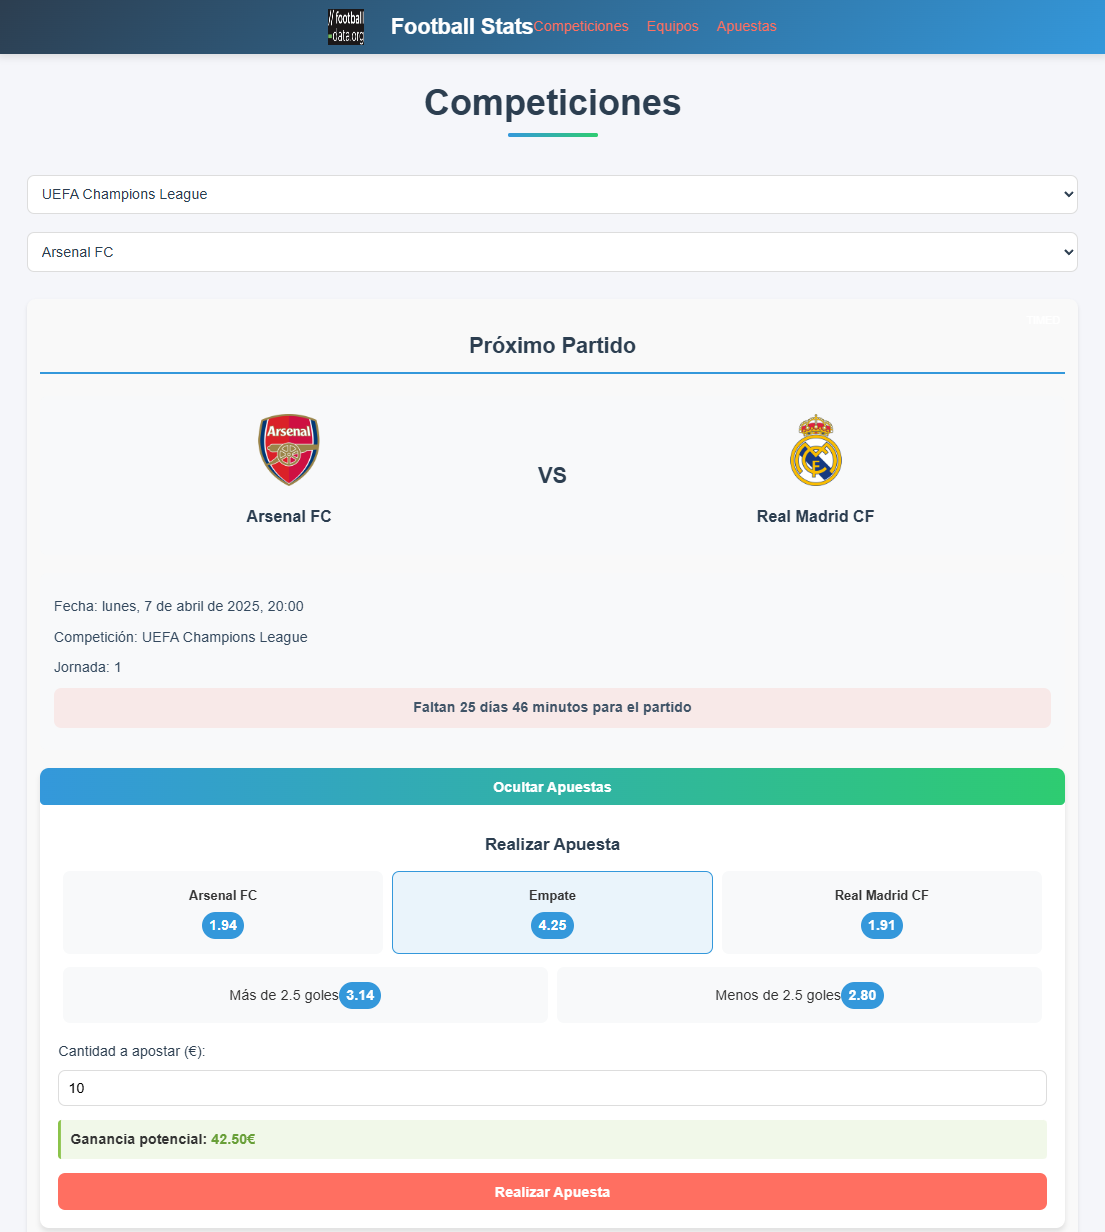 // football
-data.org
Football Stats
Competiciones
Equipos
Apuestas
Competiciones
UEFA Champions League
Arsenal FC
Próximo Partido
Arsenal
VS
Arsenal FC
Real Madrid CF
Fecha: lunes, 7 de abril de 2025, 20:00
Competición: UEFA Champions League
Jornada: 1
Faltan 25 días 46 minutos para el partido
Ocultar Apuestas
Realizar Apuesta
Arsenal FC
1.94
Empate
4.25
Real Madrid CF
1.91
Más de 2.5 goles 3.14
Menos de 2.5 goles 2.80
Cantidad a apostar (€):
10
Ganancia potencial: 42.50€
Realizar Apuesta